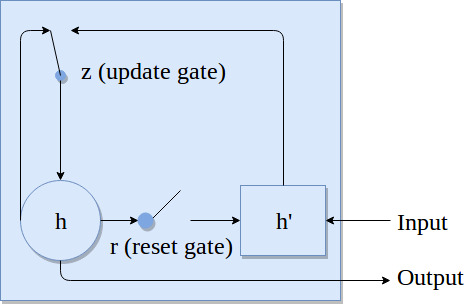 z (update gate)
h
h'
r (reset gate)
Input
Output